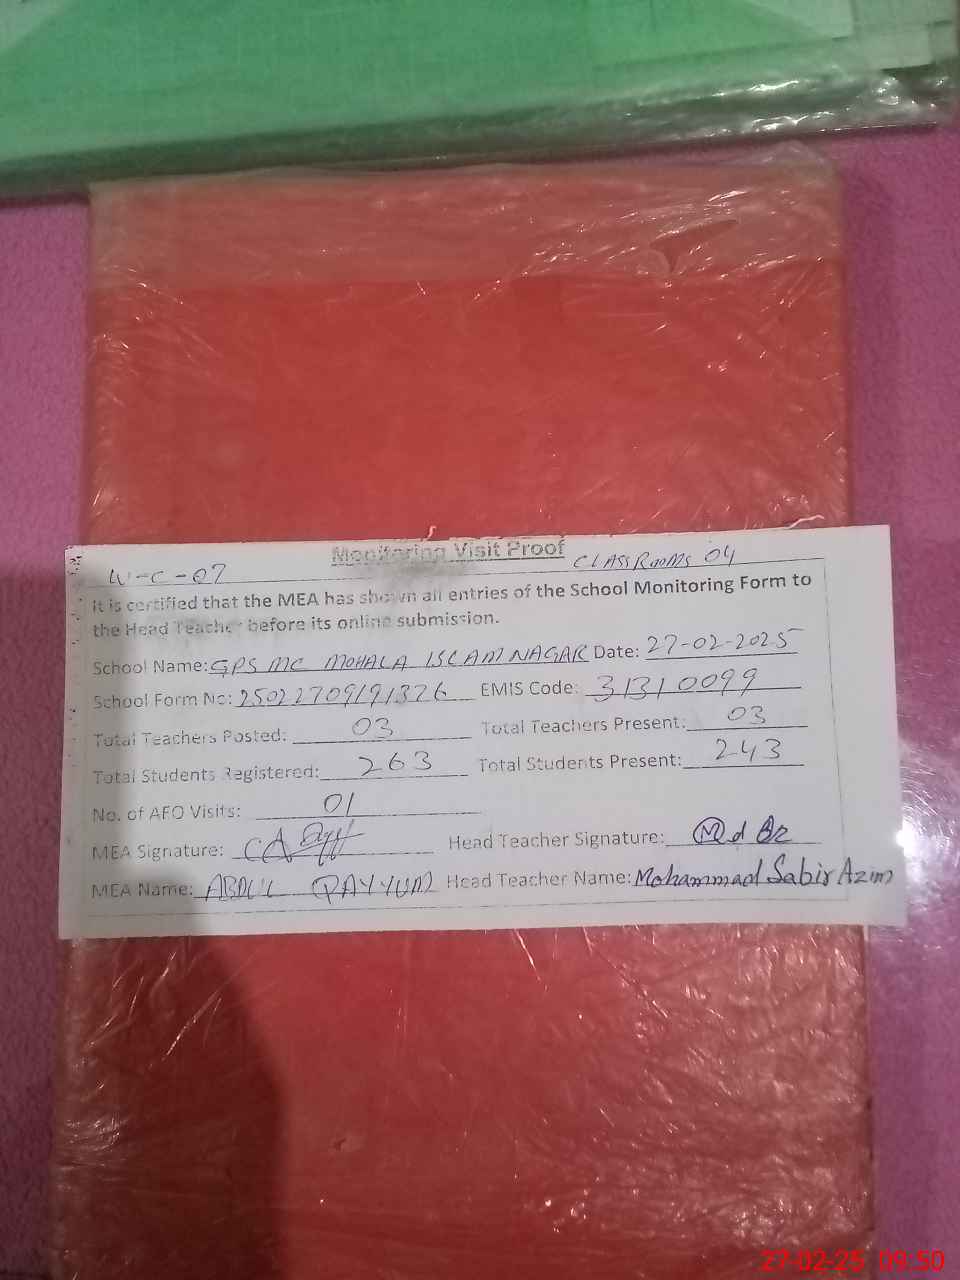 Monitoring Visit Proof
W-C-07 CLASS RooMs 04
It is certified that the MEA has shown all entries of the School Monitoring Form to
the Head Teacher before its online submission.
School Name: GPS MC MOHALA ISLAM NAGAR Date: 27-02-2025
School Form No: 25022709191326 EMIS Code: 31310099
Total Teachers Posted: 03 Total Teachers Present: 03
Total Students Registered: 263 Total Students Present: 243
No. of AEO Visits: 01
MEA Signature: Head Teacher Signature:
MEA Name: ABDUL QAYYUM Head Teacher Name: Mohammad Sabir Azim
27-02-25 09:50